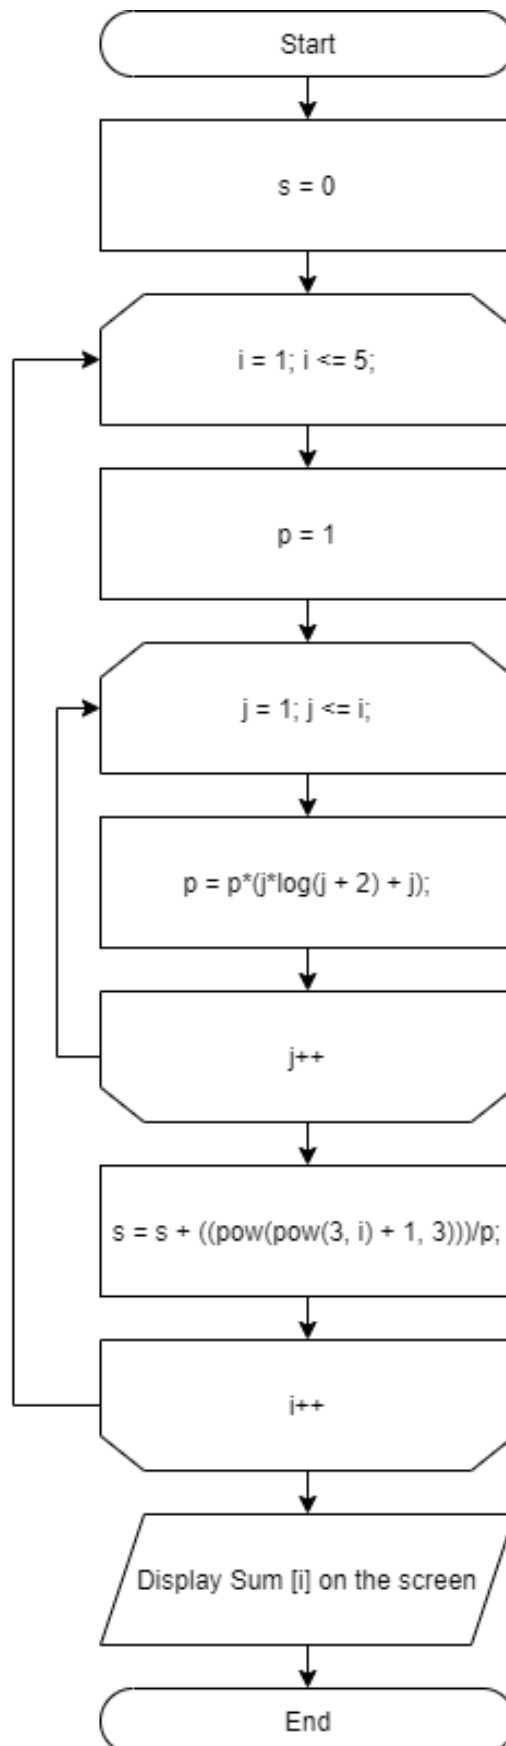 Start
s = 0
i = 1; i <= 5;
p = 1
j = 1; j <= i;
p = p*(j*log(j + 2) + j);
j++
s = s + ((pow(pow(3, i) + 1, 3)))/p;
i++
Display Sum [i] on the screen
End